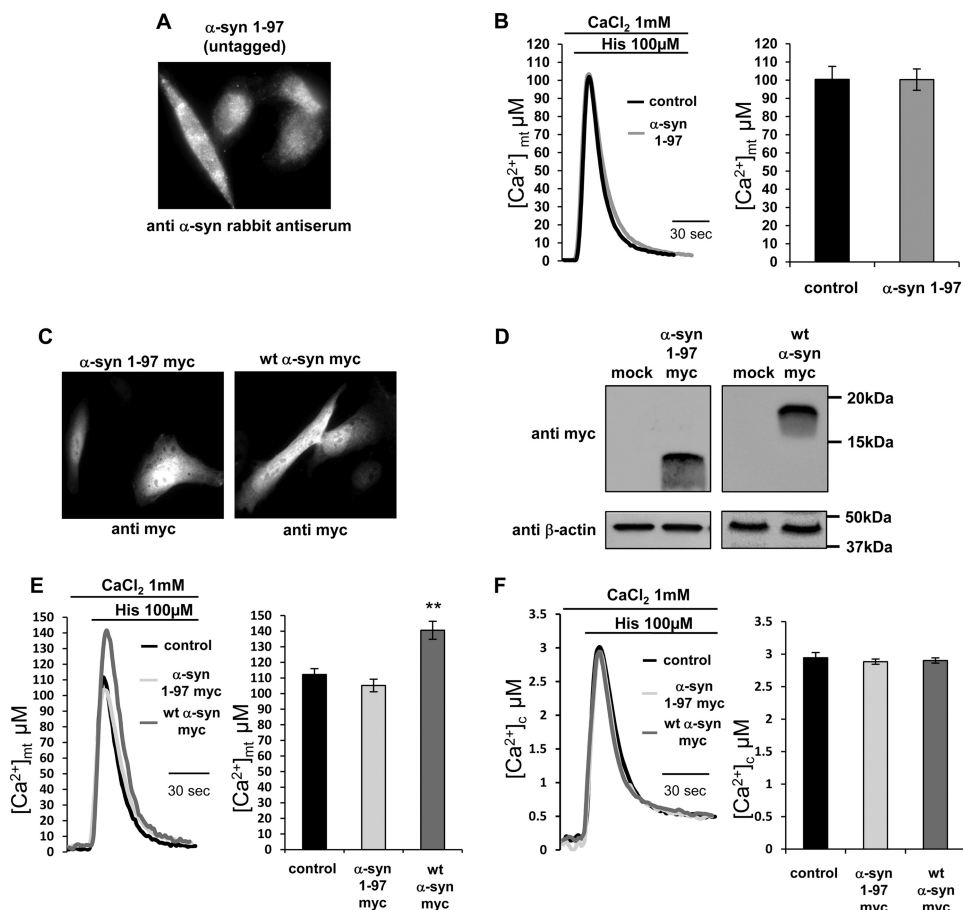 A
α-syn 1-97
(untagged)
anti α-syn rabbit antiserum
B
CaCl₂ 1mM
His 100μM
[Ca²⁺]mt μM
110
100
90
80
70
60
50
40
30
20
10
0
control
α-syn
1-97
30 sec
[Ca²⁺]mt μM
120
110
100
90
80
70
60
50
40
30
20
10
0
control
α-syn 1-97
C
α-syn 1-97 myc
wt α-syn myc
anti myc
anti myc
D
mock
α-syn
1-97
myc
mock
wt
α-syn
myc
anti myc
20kDa
15kDa
anti β-actin
50kDa
37kDa
E
CaCl₂ 1mM
His 100μM
[Ca²⁺]mt μM
150
140
130
120
110
100
90
80
70
60
50
40
30
20
10
0
control
α-syn
1-97 myc
wt α-syn
myc
30 sec
[Ca²⁺]mt μM
150
140
130
120
110
100
90
80
70
60
50
40
30
20
10
0
**
control
α-syn
1-97
myc
wt
α-syn
myc
F
CaCl₂ 1mM
His 100μM
[Ca²⁺]c μM
3.5
3
2.5
2
1.5
1
0.5
0
control
α-syn
1-97 myc
wt α-syn
myc
30 sec
[Ca²⁺]c μM
3.5
3
2.5
2
1.5
1
0.5
0
control
α-syn
1-97
myc
wt
α-syn
myc